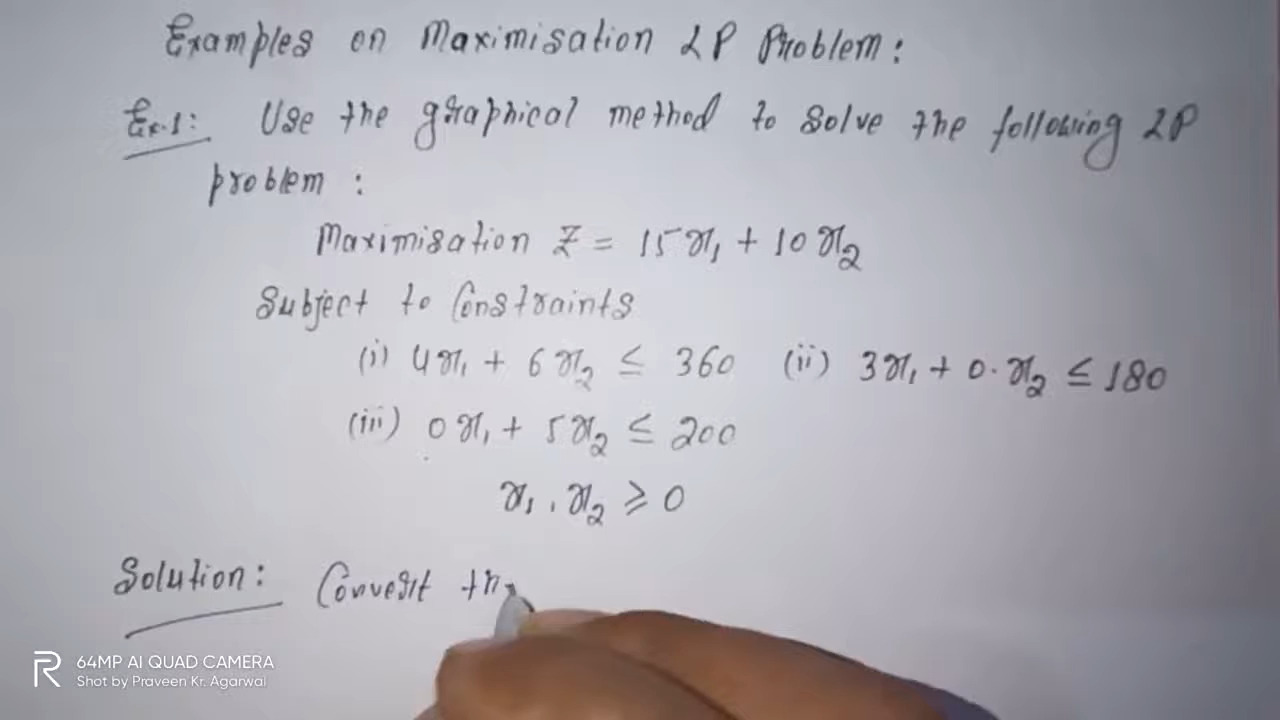 Examples on Maximisation LP Problem:
Ex.1: Use the graphical method to solve the following LP
problem :
Maximisation Z = 15x₁ + 10x₂
Subject to Constraints
(i) 4x₁ + 6x₂ ≤ 360 (ii) 3x₁ + 0.x₂ ≤ 180
(iii) 0x₁ + 5x₂ ≤ 200
x₁, x₂ ≥ 0
Solution: Convert th
64MP AI QUAD CAMERA
Shot by Praveen Kr. Agarwal